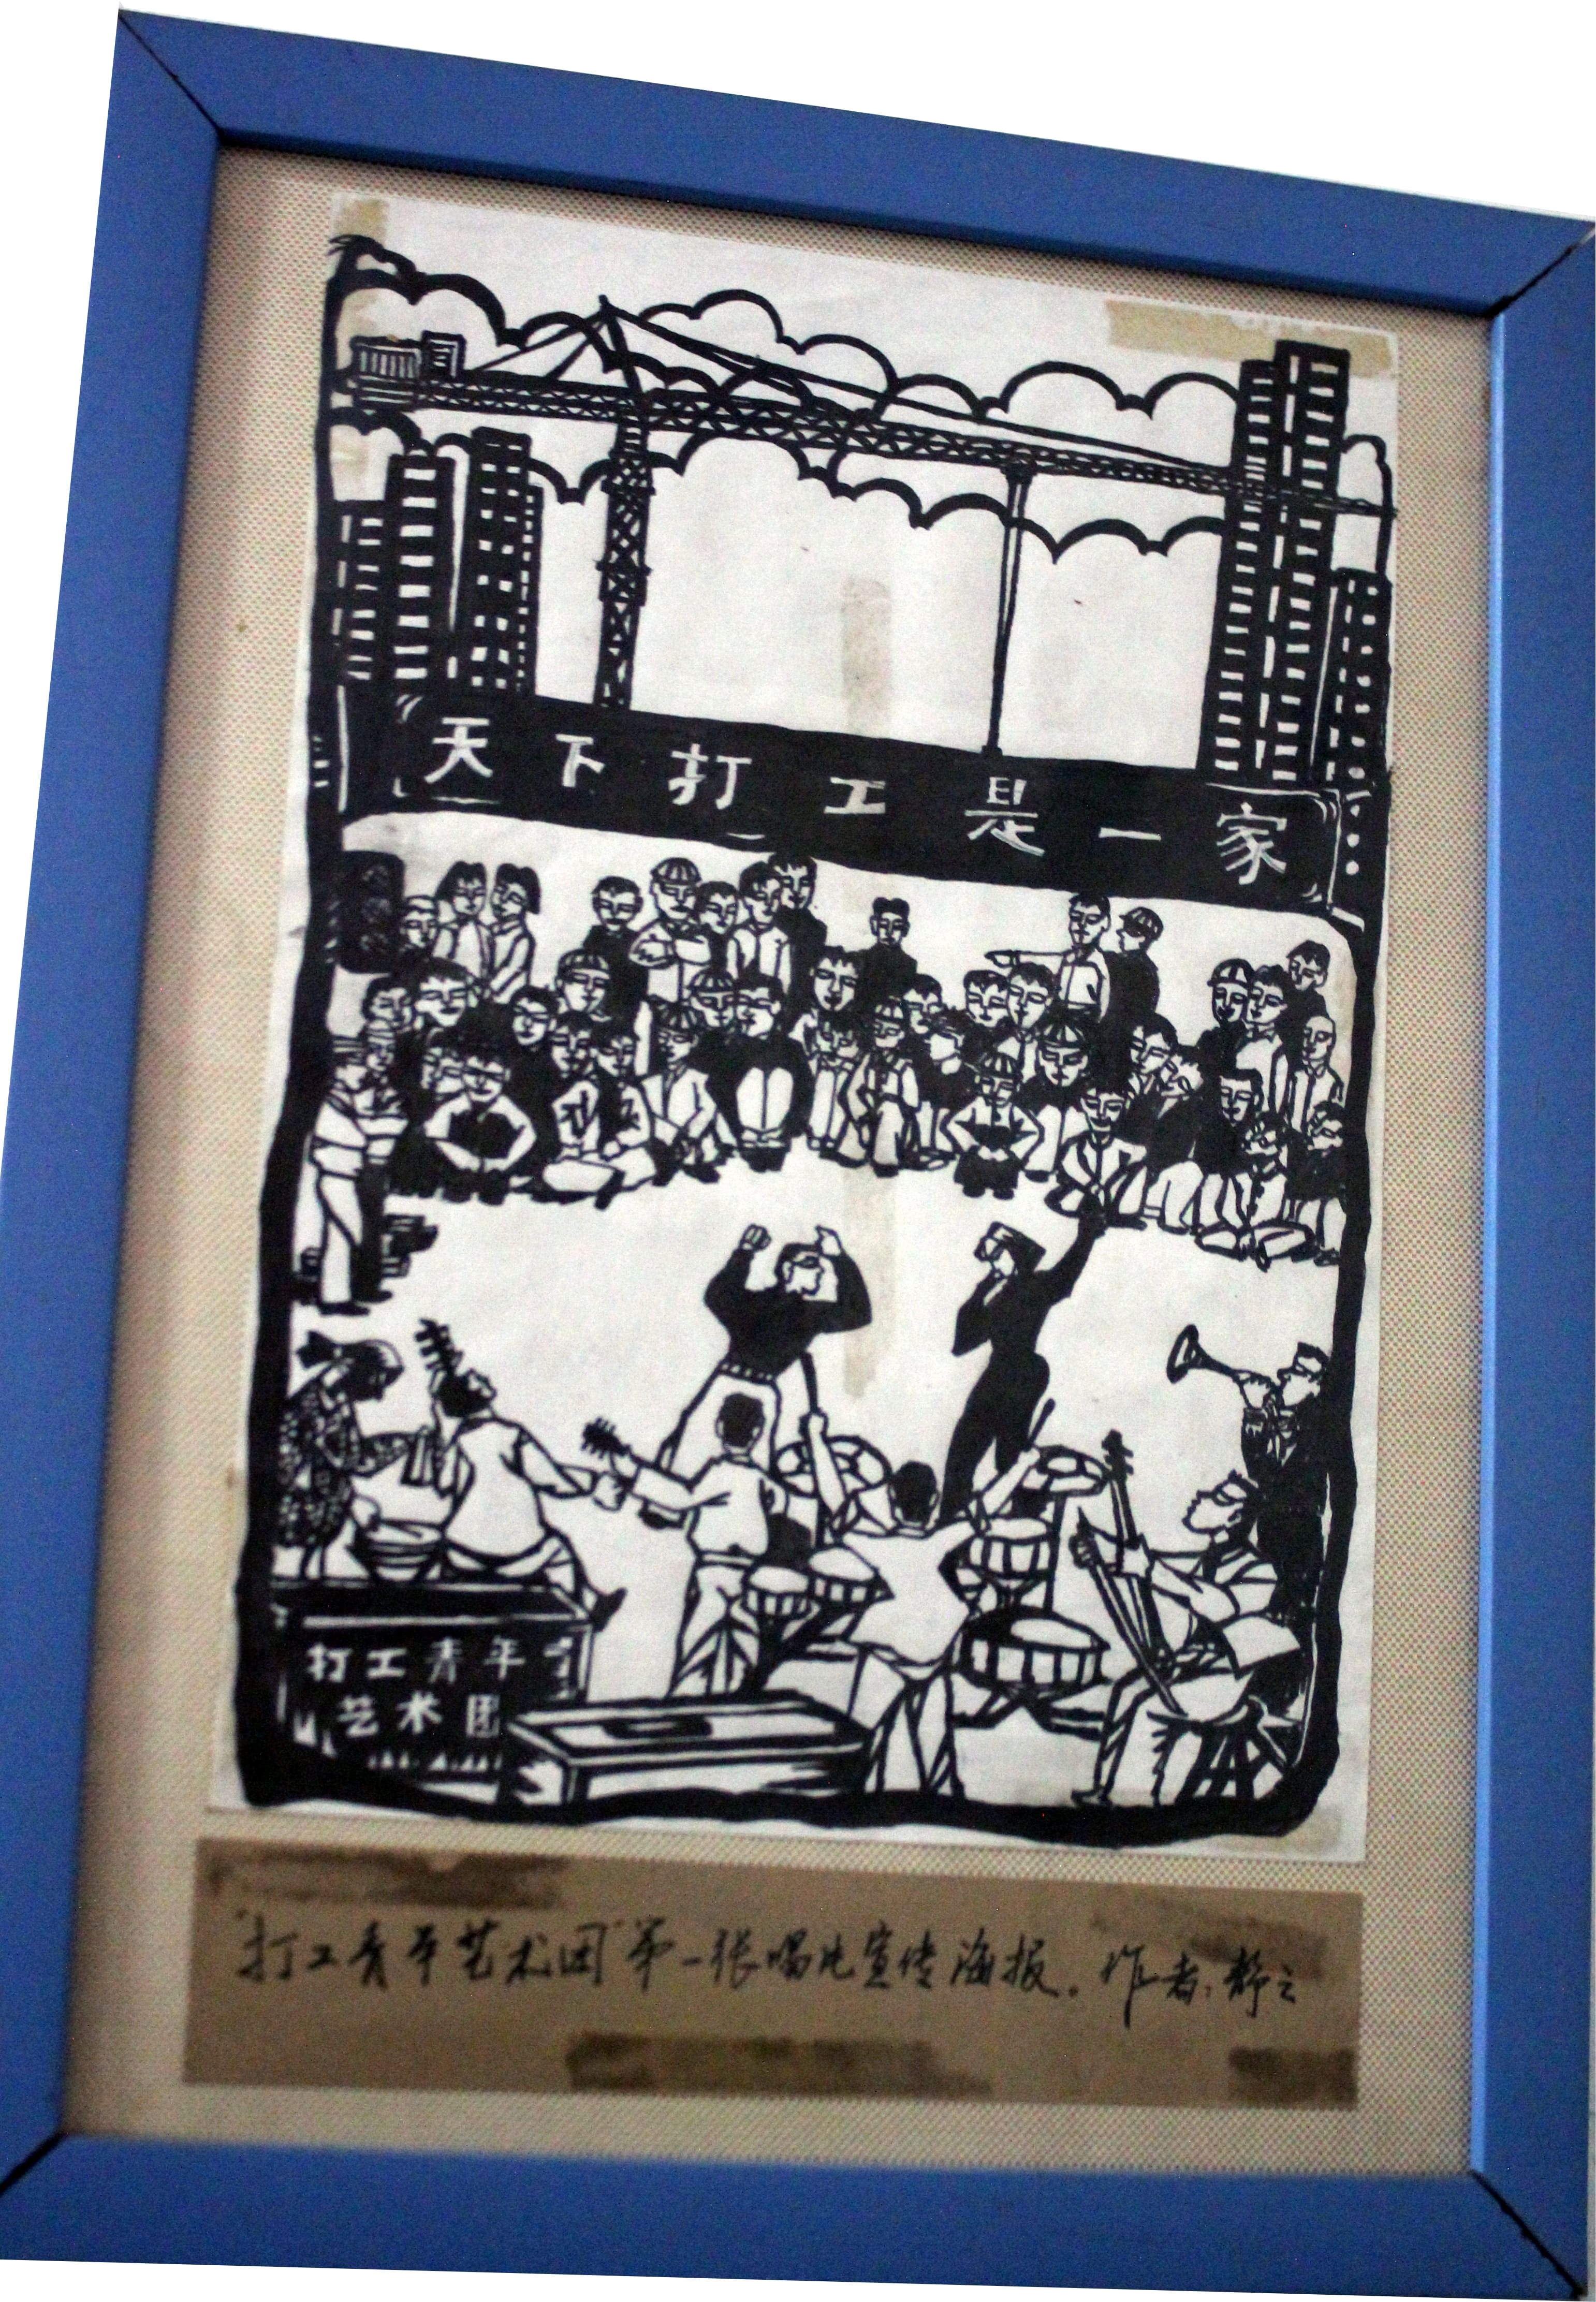 天下打工是一家
打工青年
艺术团
“打工青年艺术团”第一张唱片宣传海报。作者：静云